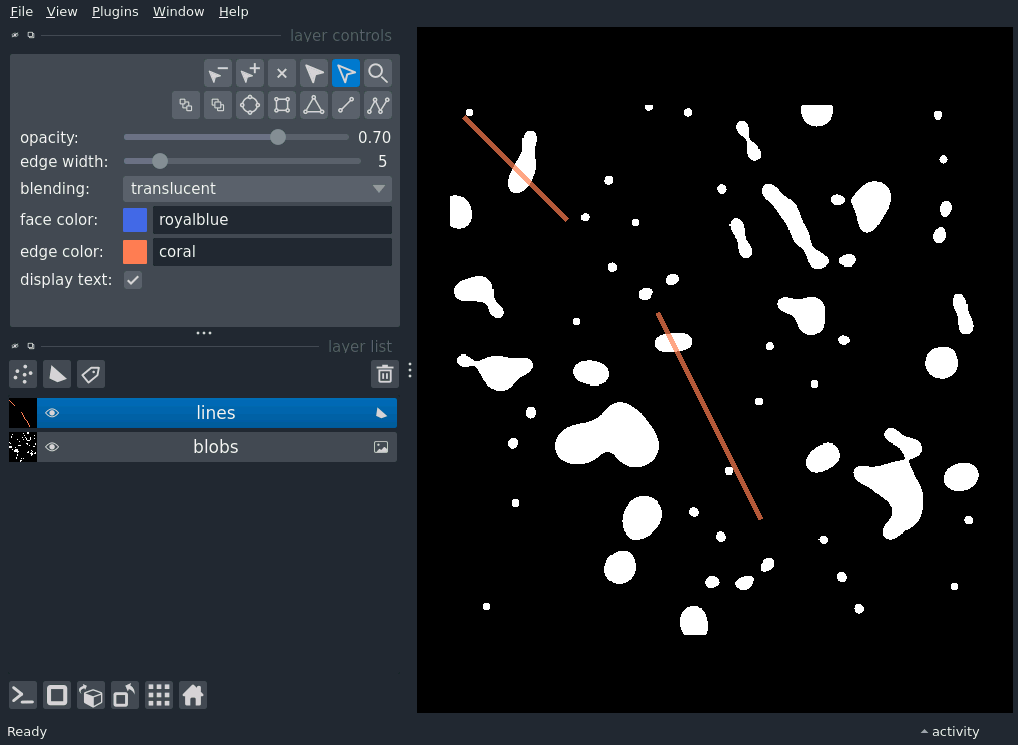 File View Plugins Window Help
layer controls
opacity: 0.70
edge width: 5
blending: translucent
face color: royalblue
edge color: coral
display text:
layer list
lines
blobs
Ready
activity